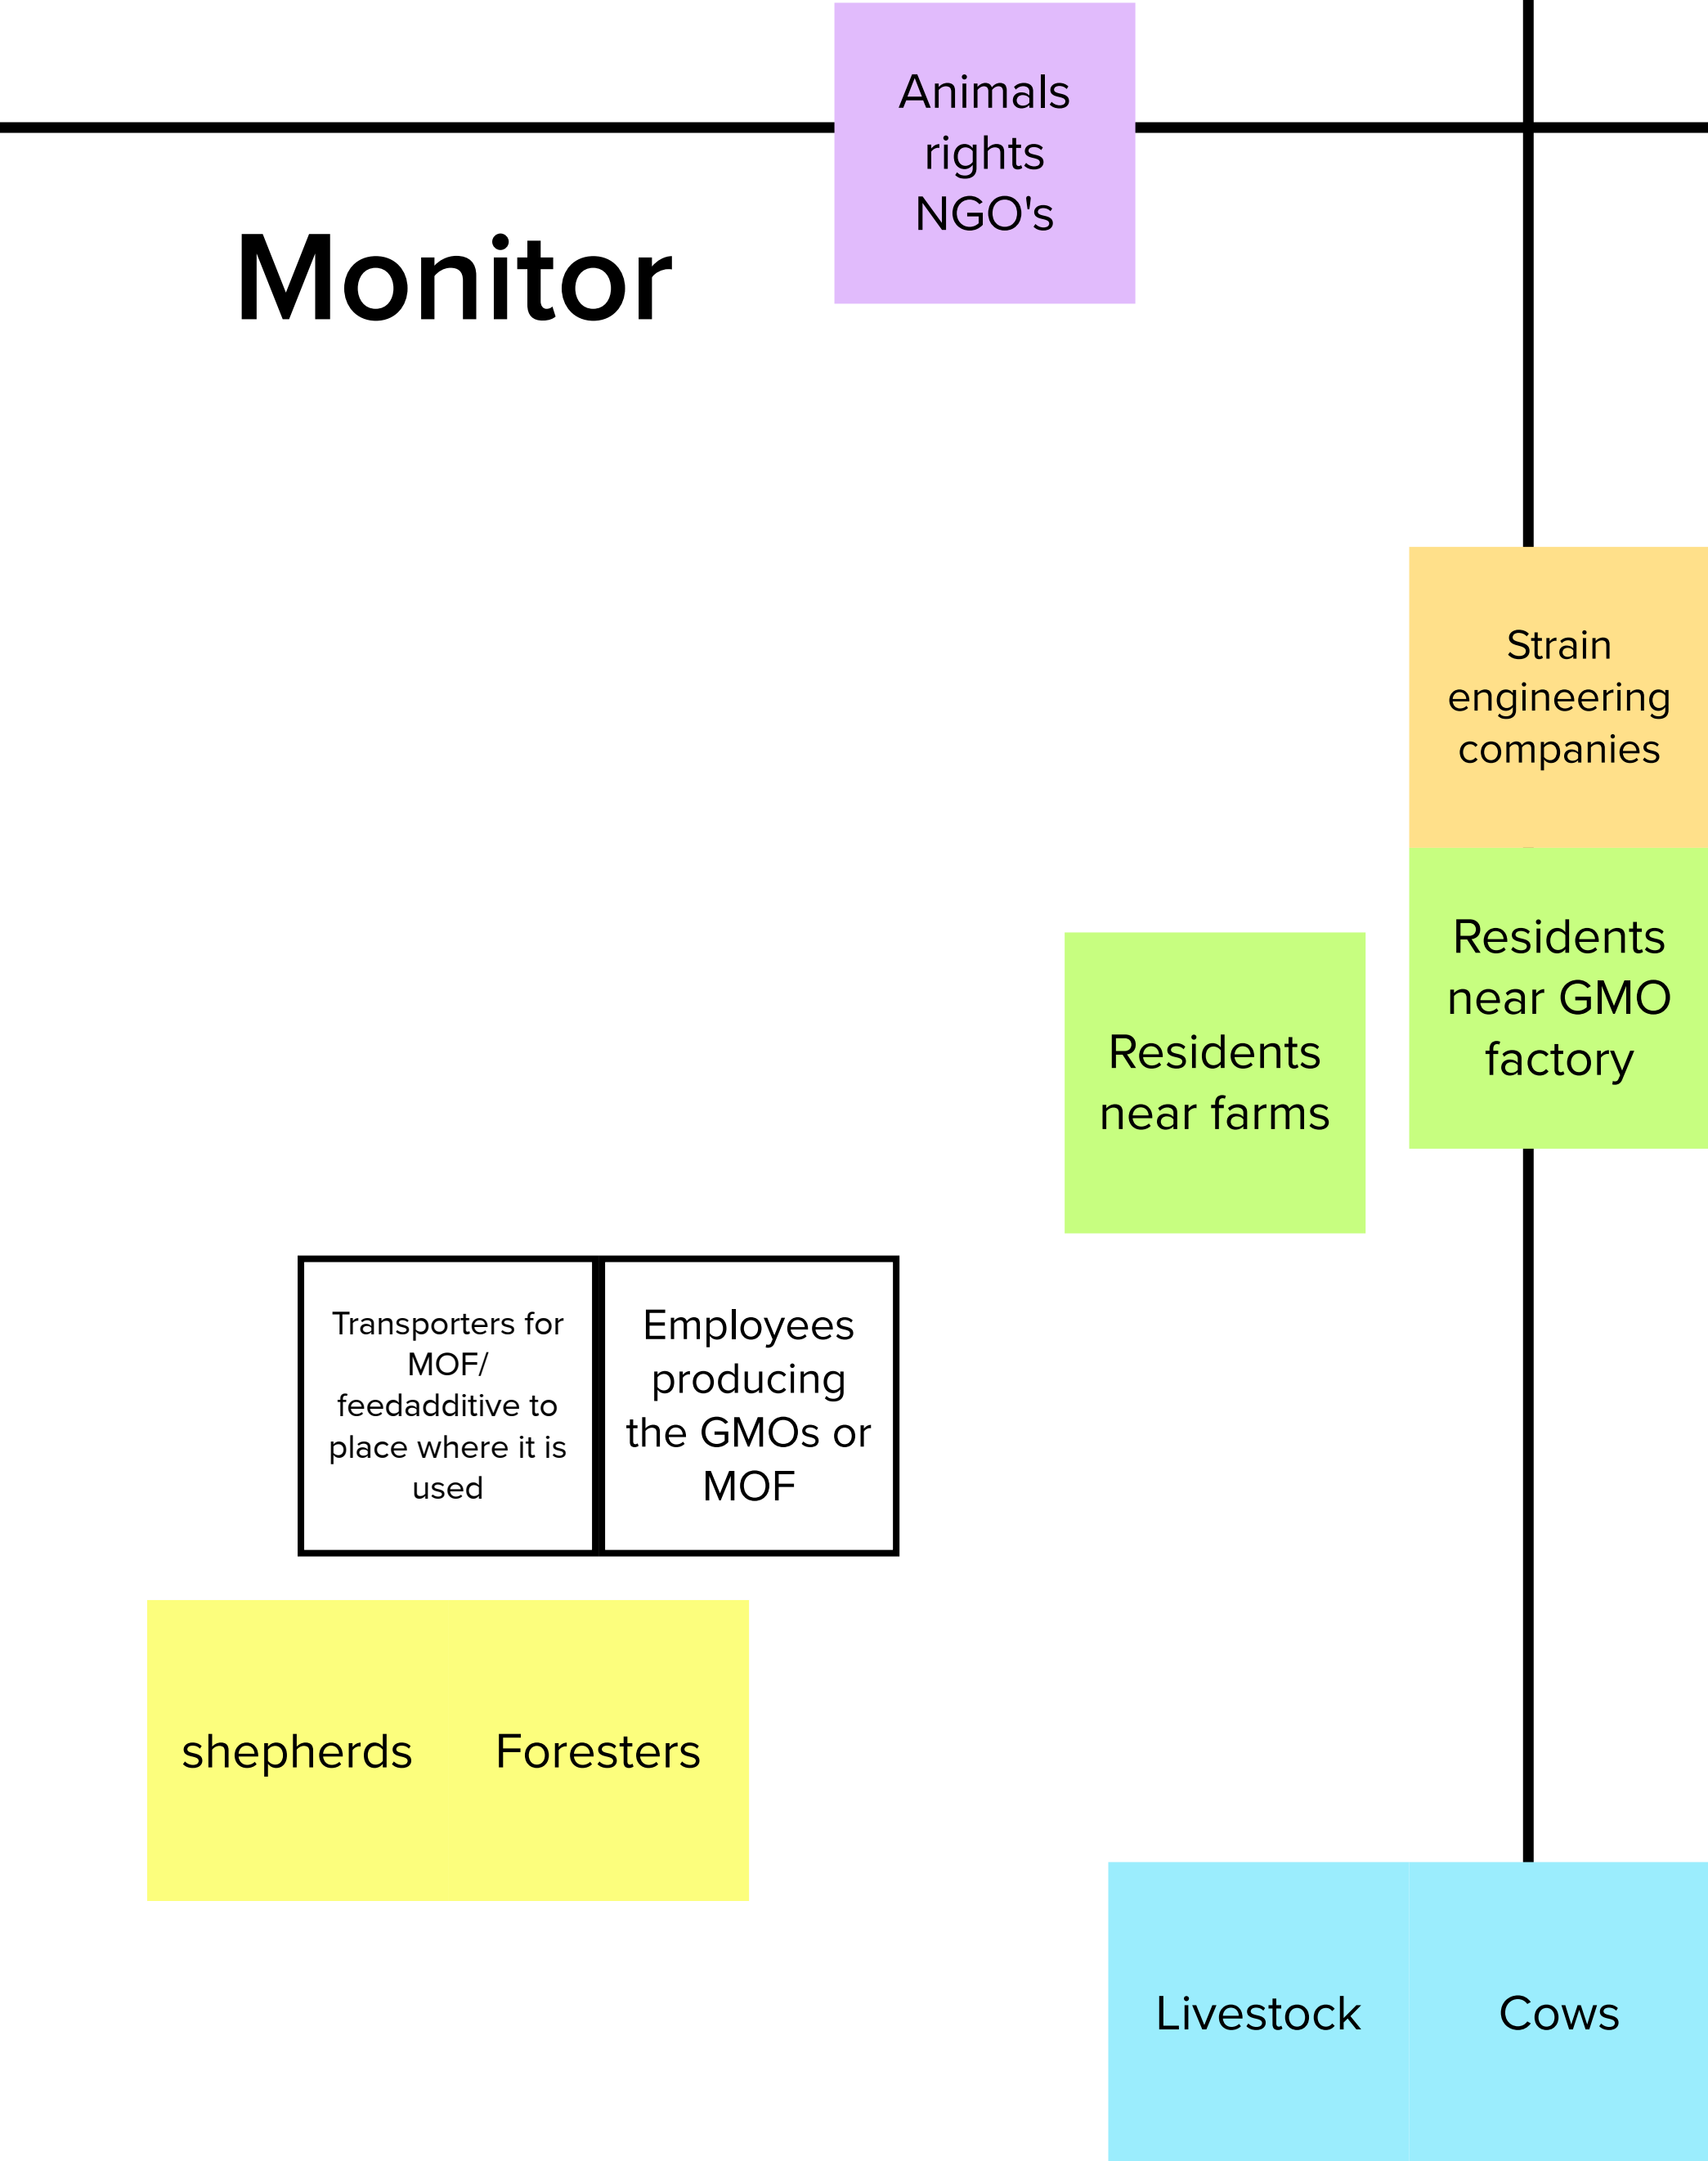 Animals
rights
NGO's
Monitor
Strain
engineering
companies
Residents
near GMO
factory
Residents
near farms
Transporters for
MOF/
feedadditive to
place where it is
used
Employees
producing
the GMOs or
MOF
shepherds
Foresters
Livestock
Cows